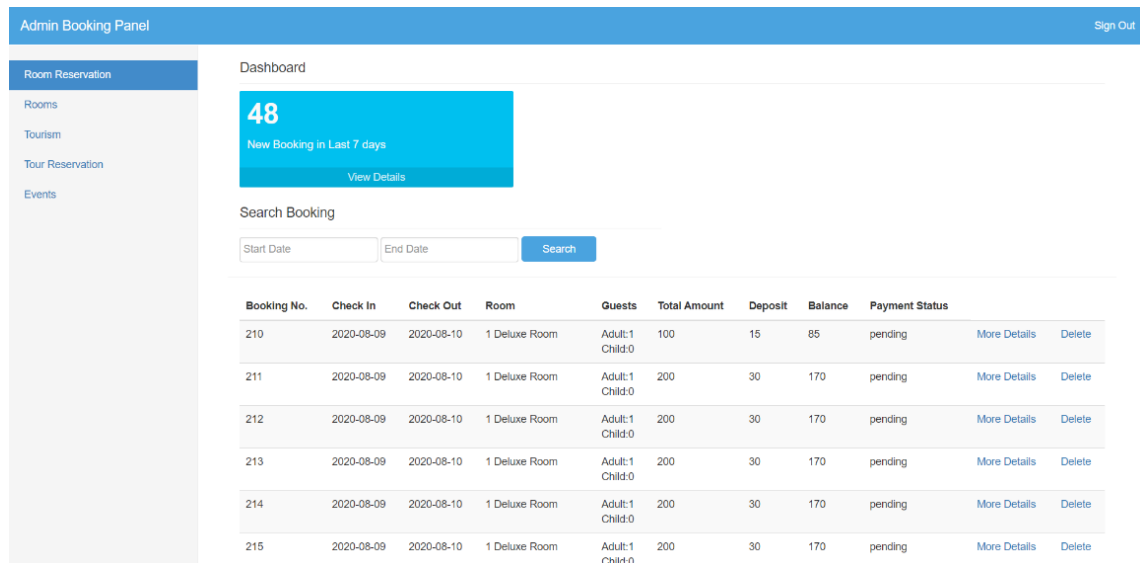 Admin Booking Panel
Sign Out
Room Reservation
Rooms
Tourism
Tour Reservation
Events
Dashboard
48
New Booking in Last 7 days
View Details
Search Booking
Start Date End Date Search
Booking No. Check In Check Out Room Guests Total Amount Deposit Balance Payment Status
210 2020-08-09 2020-08-10 1 Deluxe Room Adult:1 100 15 85 pending More Details Delete
Child:0
211 2020-08-09 2020-08-10 1 Deluxe Room Adult:1 200 30 170 pending More Details Delete
Child:0
212 2020-08-09 2020-08-10 1 Deluxe Room Adult:1 200 30 170 pending More Details Delete
Child:0
213 2020-08-09 2020-08-10 1 Deluxe Room Adult:1 200 30 170 pending More Details Delete
Child:0
214 2020-08-09 2020-08-10 1 Deluxe Room Adult:1 200 30 170 pending More Details Delete
Child:0
215 2020-08-09 2020-08-10 1 Deluxe Room Adult:1 200 30 170 pending More Details Delete
Child:0